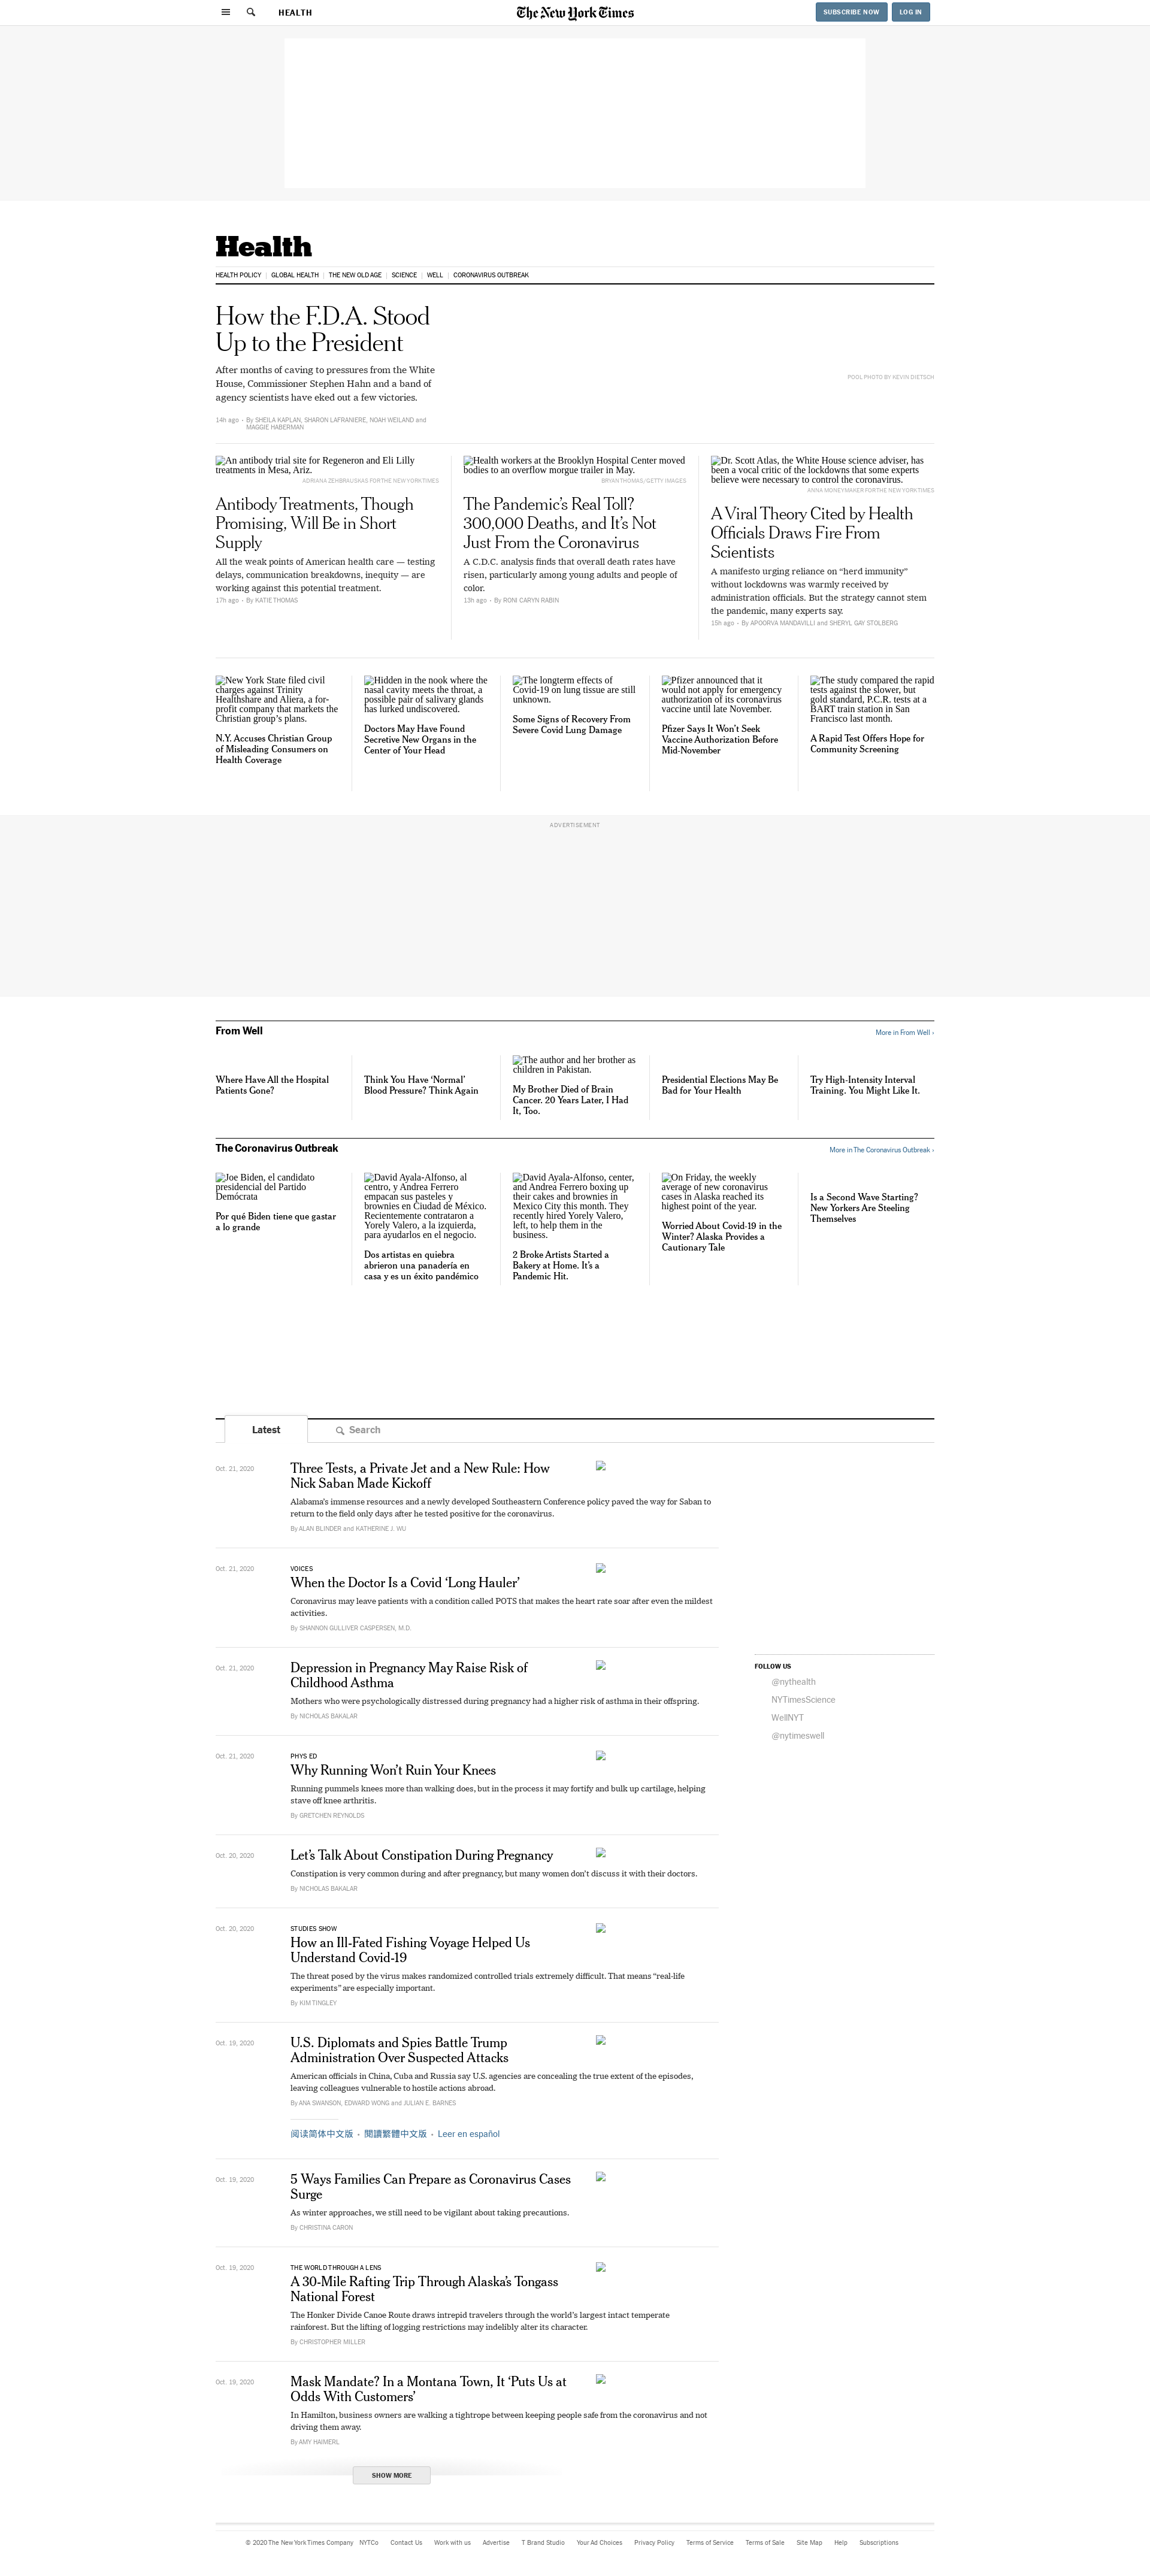 HEALTH
The New York Times
SUBSCRIBE NOW
LOG IN
Health
HEALTH POLICY
GLOBAL HEALTH
THE NEW OLD AGE
SCIENCE
WELL
CORONAVIRUS OUTBREAK
How the F.D.A. Stood
Up to the President
After months of caving to pressures from the White
House, Commissioner Stephen Hahn and a band of
agency scientists have eked out a few victories.
14h ago - By SHEILA KAPLAN, SHARON LAFRANIERE, NOAH WEILAND and
MAGGIE HABERMAN
POOL PHOTO BY KEVIN DIETSCH
An antibody trial site for Regeneron and Eli Lilly
treatments in Mesa, Ariz.
ADRIANA ZEHBRAUSKAS FOR THE NEW YORK TIMES
Antibody Treatments, Though
Promising, Will Be in Short
Supply
All the weak points of American health care — testing
delays, communication breakdowns, inequity — are
working against this potential treatment.
17h ago - By KATIE THOMAS
Health workers at the Brooklyn Hospital Center moved
bodies to an overflow morgue trailer in May.
BRYAN THOMAS/GETTY IMAGES
The Pandemic’s Real Toll?
300,000 Deaths, and It’s Not
Just From the Coronavirus
A C.D.C. analysis finds that overall death rates have
risen, particularly among young adults and people of
color.
13h ago - By RONI CARYN RABIN
Dr. Scott Atlas, the White House science adviser, has
been a vocal critic of the lockdowns that some experts
believe were necessary to control the coronavirus.
ANNA MONEYMAKER FOR THE NEW YORK TIMES
A Viral Theory Cited by Health
Officials Draws Fire From
Scientists
A manifesto urging reliance on “herd immunity”
without lockdowns was warmly received by
administration officials. But the strategy cannot stem
the pandemic, many experts say.
15h ago - By APOORVA MANDAVILLI and SHERYL GAY STOLBERG
New York State filed civil
charges against Trinity
Healthshare and Aliera, a for-
profit company that markets the
Christian group’s plans.
N.Y. Accuses Christian Group
of Misleading Consumers on
Health Coverage
Hidden in the nook where the
nasal cavity meets the throat, a
possible pair of salivary glands
has lurked undiscovered.
Doctors May Have Found
Secretive New Organs in the
Center of Your Head
The longterm effects of
Covid-19 on lung tissue are still
unknown.
Some Signs of Recovery From
Severe Covid Lung Damage
Pfizer announced that it
would not apply for emergency
authorization of its coronavirus
vaccine until late November.
Pfizer Says It Won’t Seek
Vaccine Authorization Before
Mid-November
The study compared the rapid
tests against the slower, but
gold standard, P.C.R. tests at a
BART train station in San
Francisco last month.
A Rapid Test Offers Hope for
Community Screening
ADVERTISEMENT
From Well
More in From Well ›
Where Have All the Hospital
Patients Gone?
Think You Have ‘Normal’
Blood Pressure? Think Again
The author and her brother as
children in Pakistan.
My Brother Died of Brain
Cancer. 20 Years Later, I Had
It, Too.
Presidential Elections May Be
Bad for Your Health
Try High-Intensity Interval
Training. You Might Like It.
The Coronavirus Outbreak
More in The Coronavirus Outbreak ›
Joe Biden, el candidato
presidencial del Partido
Demócrata
Por qué Biden tiene que gastar
a lo grande
David Ayala-Alfonso, al
centro, y Andrea Ferrero
empacan sus pasteles y
brownies en Ciudad de México.
Recientemente contrataron a
Yorely Valero, a la izquierda,
para ayudarlos en el negocio.
Dos artistas en quiebra
abrieron una panadería en
casa y es un éxito pandémico
David Ayala-Alfonso, center,
and Andrea Ferrero boxing up
their cakes and brownies in
Mexico City this month. They
recently hired Yorely Valero,
left, to help them in the
business.
2 Broke Artists Started a
Bakery at Home. It’s a
Pandemic Hit.
On Friday, the weekly
average of new coronavirus
cases in Alaska reached its
highest point of the year.
Worried About Covid-19 in the
Winter? Alaska Provides a
Cautionary Tale
Is a Second Wave Starting?
New Yorkers Are Steeling
Themselves
Latest
Search
Oct. 21, 2020
Three Tests, a Private Jet and a New Rule: How
Nick Saban Made Kickoff
Alabama’s immense resources and a newly developed Southeastern Conference policy paved the way for Saban to
return to the field only days after he tested positive for the coronavirus.
By ALAN BLINDER and KATHERINE J. WU
Oct. 21, 2020
VOICES
When the Doctor Is a Covid ‘Long Hauler’
Coronavirus may leave patients with a condition called POTS that makes the heart rate soar after even the mildest
activities.
By SHANNON GULLIVER CASPERSEN, M.D.
Oct. 21, 2020
Depression in Pregnancy May Raise Risk of
Childhood Asthma
Mothers who were psychologically distressed during pregnancy had a higher risk of asthma in their offspring.
By NICHOLAS BAKALAR
FOLLOW US
@nythealth
NYTimesScience
WellNYT
@nytimeswell
Oct. 21, 2020
PHYS ED
Why Running Won’t Ruin Your Knees
Running pummels knees more than walking does, but in the process it may fortify and bulk up cartilage, helping
stave off knee arthritis.
By GRETCHEN REYNOLDS
Oct. 20, 2020
Let’s Talk About Constipation During Pregnancy
Constipation is very common during and after pregnancy, but many women don’t discuss it with their doctors.
By NICHOLAS BAKALAR
Oct. 20, 2020
STUDIES SHOW
How an Ill-Fated Fishing Voyage Helped Us
Understand Covid-19
The threat posed by the virus makes randomized controlled trials extremely difficult. That means “real-life
experiments” are especially important.
By KIM TINGLEY
Oct. 19, 2020
U.S. Diplomats and Spies Battle Trump
Administration Over Suspected Attacks
American officials in China, Cuba and Russia say U.S. agencies are concealing the true extent of the episodes,
leaving colleagues vulnerable to hostile actions abroad.
By ANA SWANSON, EDWARD WONG and JULIAN E. BARNES
阅读简体中文版 • 閱讀繁體中文版 • Leer en español
Oct. 19, 2020
5 Ways Families Can Prepare as Coronavirus Cases
Surge
As winter approaches, we still need to be vigilant about taking precautions.
By CHRISTINA CARON
Oct. 19, 2020
THE WORLD THROUGH A LENS
A 30-Mile Rafting Trip Through Alaska’s Tongass
National Forest
The Honker Divide Canoe Route draws intrepid travelers through the world’s largest intact temperate
rainforest. But the lifting of logging restrictions may indelibly alter its character.
By CHRISTOPHER MILLER
Oct. 19, 2020
Mask Mandate? In a Montana Town, It ‘Puts Us at
Odds With Customers’
In Hamilton, business owners are walking a tightrope between keeping people safe from the coronavirus and not
driving them away.
By AMY HAIMERL
SHOW MORE
© 2020 The New York Times Company
NYTCo
Contact Us
Work with us
Advertise
T Brand Studio
Your Ad Choices
Privacy Policy
Terms of Service
Terms of Sale
Site Map
Help
Subscriptions